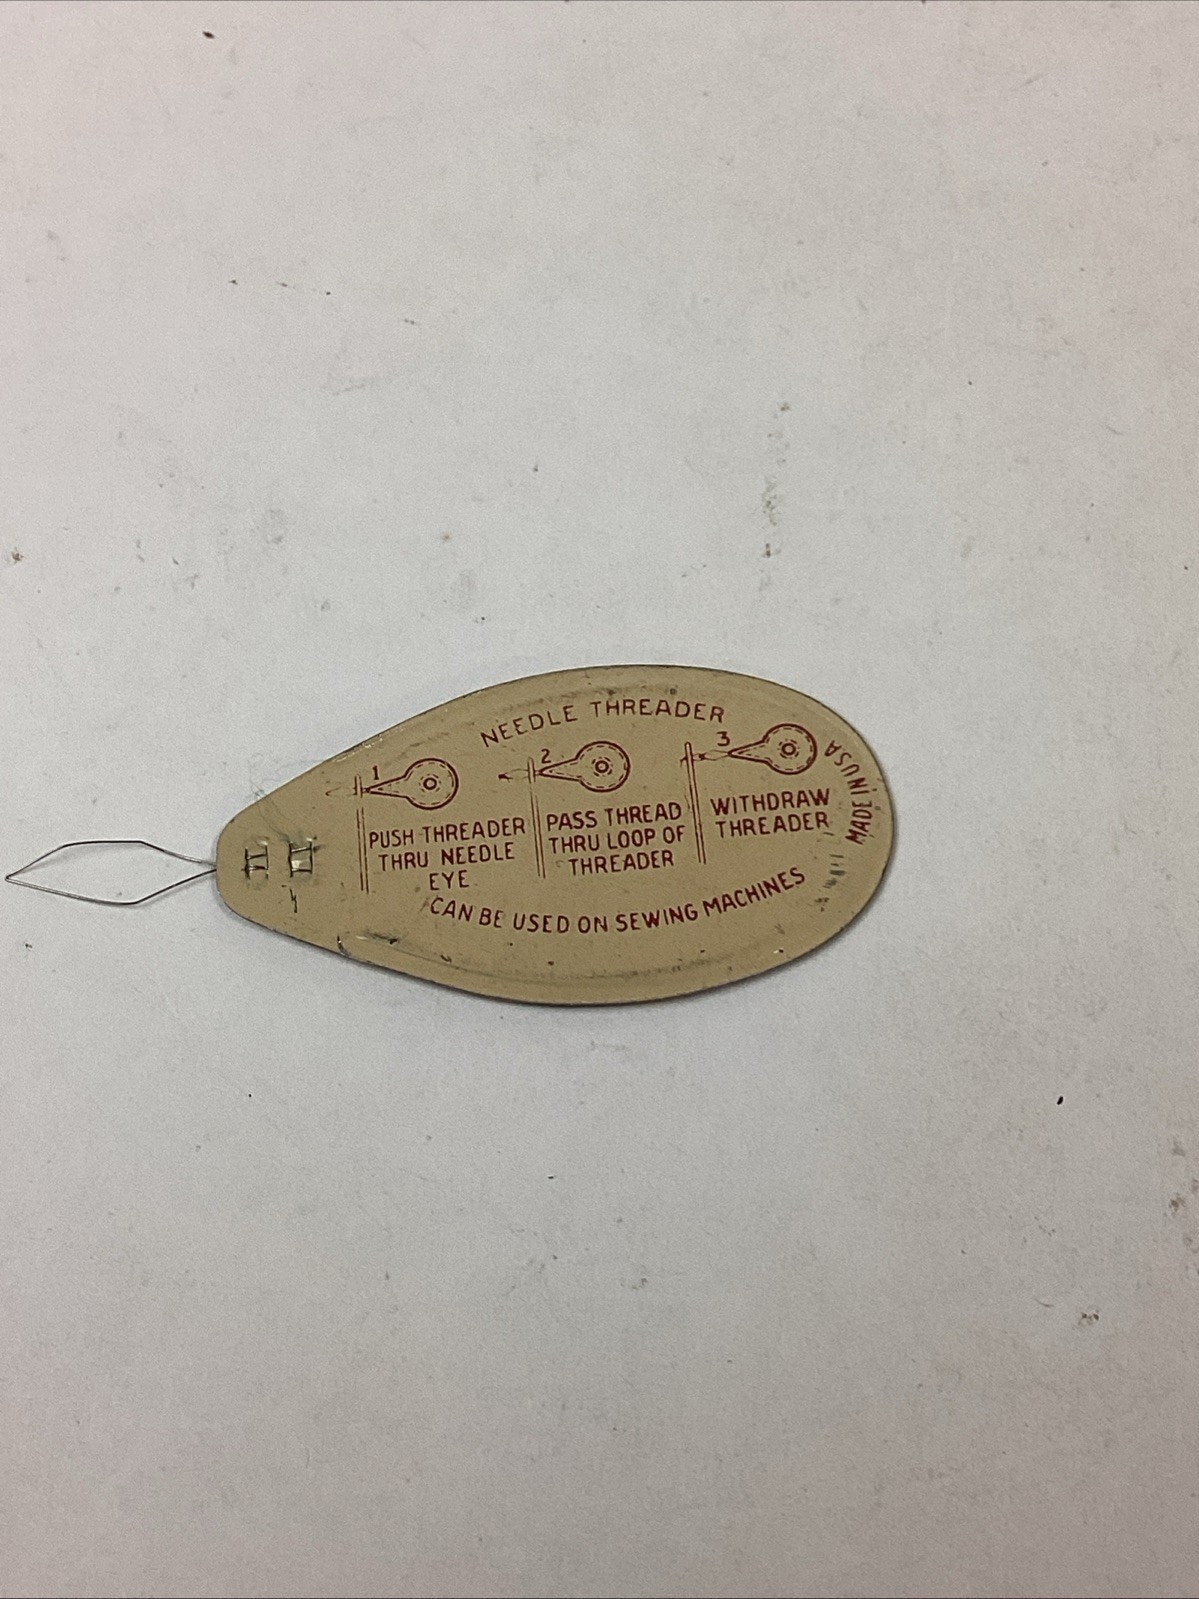 NEEDLE THREADER
1
PUSH THREADER
THRU NEEDLE
EYE
2
PASS THREAD
THRU LOOP OF
THREADER
3
WITHDRAW
THREADER
CAN BE USED ON SEWING MACHINES
MADE IN USA